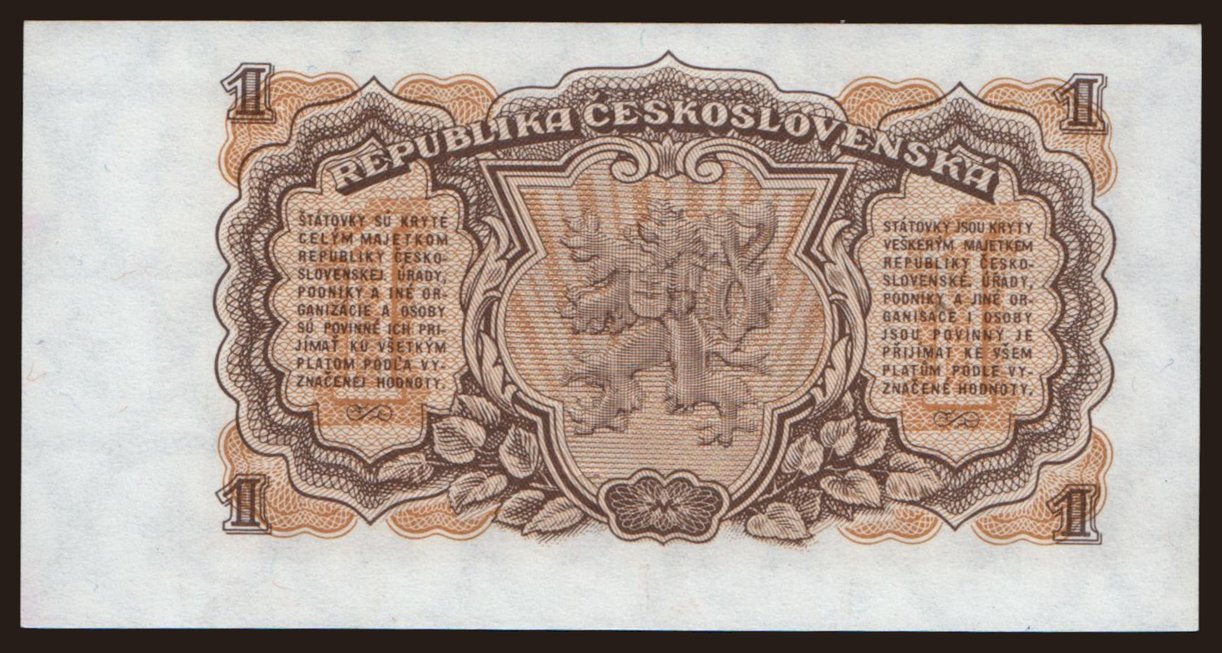 1 1
REPUBLIKA ČESKOSLOVENSKÁ
ŠTÁTOVKY SÚ KRYTÉ
CELÝM MAJETKOM
REPUBLIKY ČESKO-
SLOVENSKEJ. ÚRADY,
PODNIKY A INÉ OR-
GANIZÁCIE A OSOBY
SÚ POVINNÉ ICH PRI-
JÍMAŤ KU VŠETKÝM
PLATOM PODĽA VY-
ZNAČENEJ HODNOTY.
STÁTOVKY JSOU KRYTY
VEŠKERÝM MAJETKEM
REPUBLIKY ČESKO-
SLOVENSKÉ. ÚŘADY,
PODNIKY A JINÉ OR-
GANISACE I OSOBY
JSOU POVINNY JE
PŘIJÍMAT KE VŠEM
PLATŮM PODLE VY-
ZNAČENÉ HODNOTY.
1 1